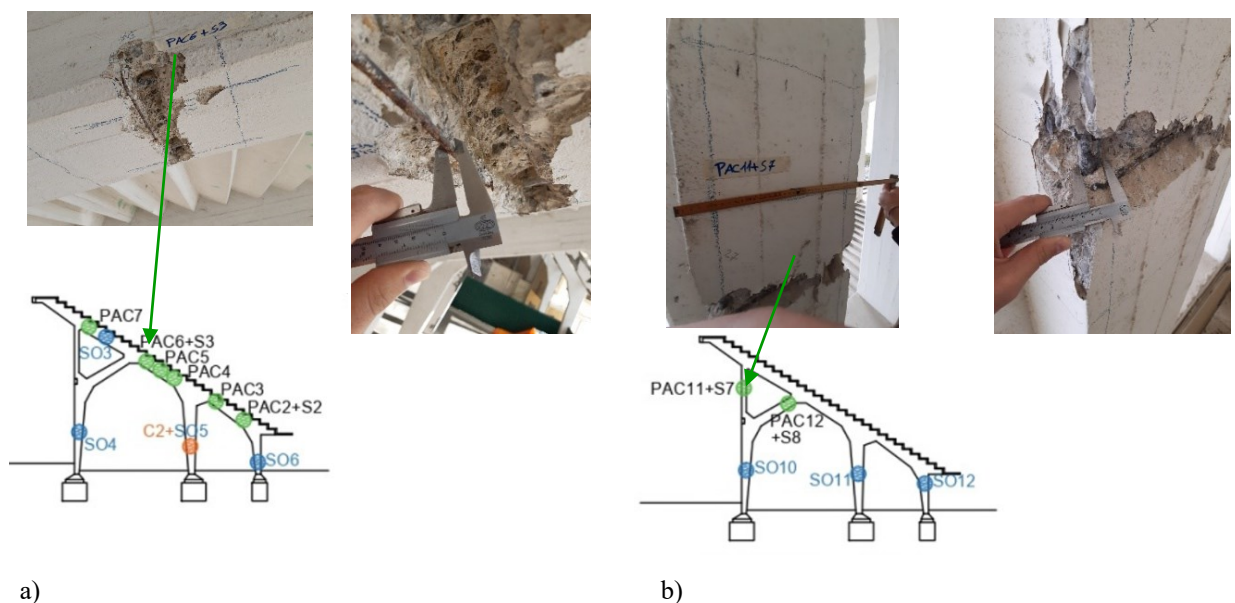 PAC6 + S3
PAC11+S7
PAC7
SO3
PAC6+S3
PAC5
PAC4
PAC3
PAC2+S2
C2+SO5
SO4
SO6
PAC11+S7
PAC12
+S8
SO10
SO11
SO12
a)
b)